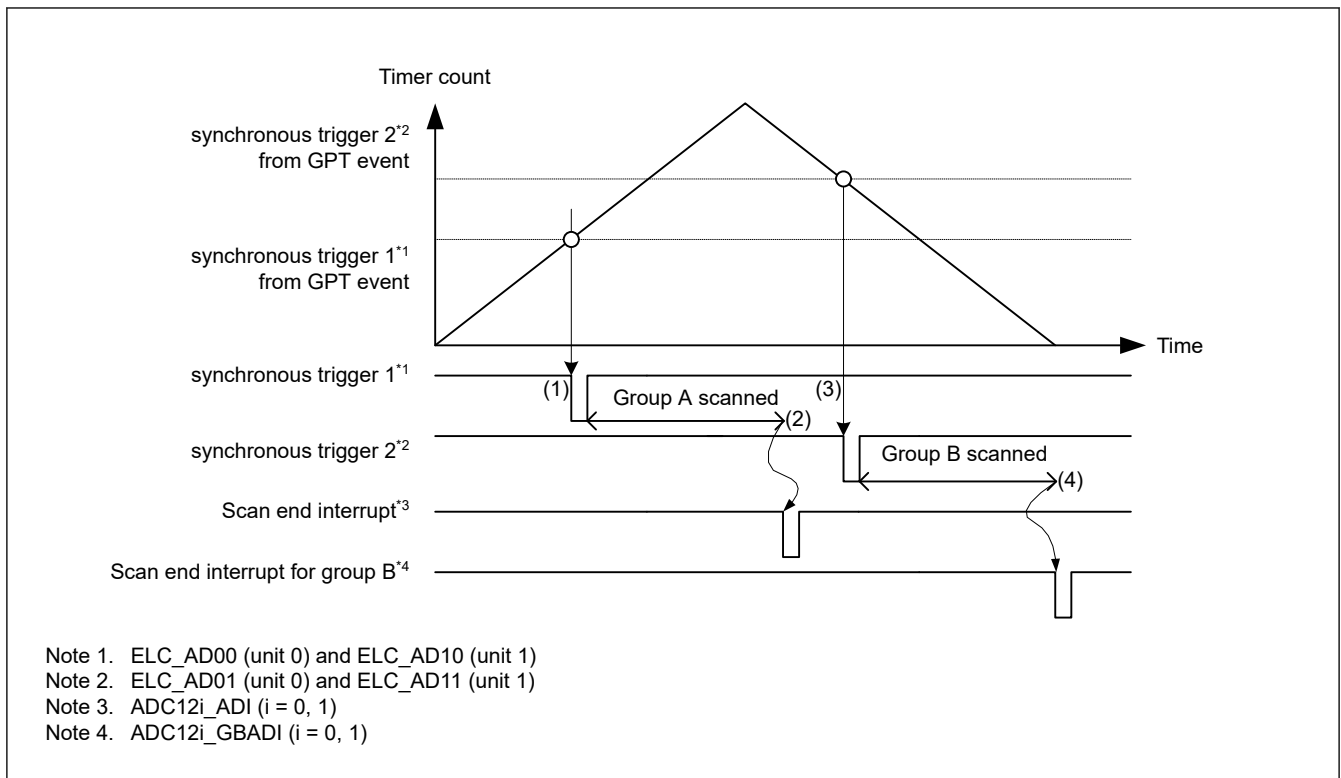 Timer count
synchronous trigger 2*2
from GPT event
synchronous trigger 1*1
from GPT event
Time
synchronous trigger 1*1
(1)
Group A scanned
(2)
(3)
synchronous trigger 2*2
Group B scanned
(4)
Scan end interrupt*3
Scan end interrupt for group B*4
Note 1. ELC_AD00 (unit 0) and ELC_AD10 (unit 1)
Note 2. ELC_AD01 (unit 0) and ELC_AD11 (unit 1)
Note 3. ADC12i_ADI (i = 0, 1)
Note 4. ADC12i_GBADI (i = 0, 1)